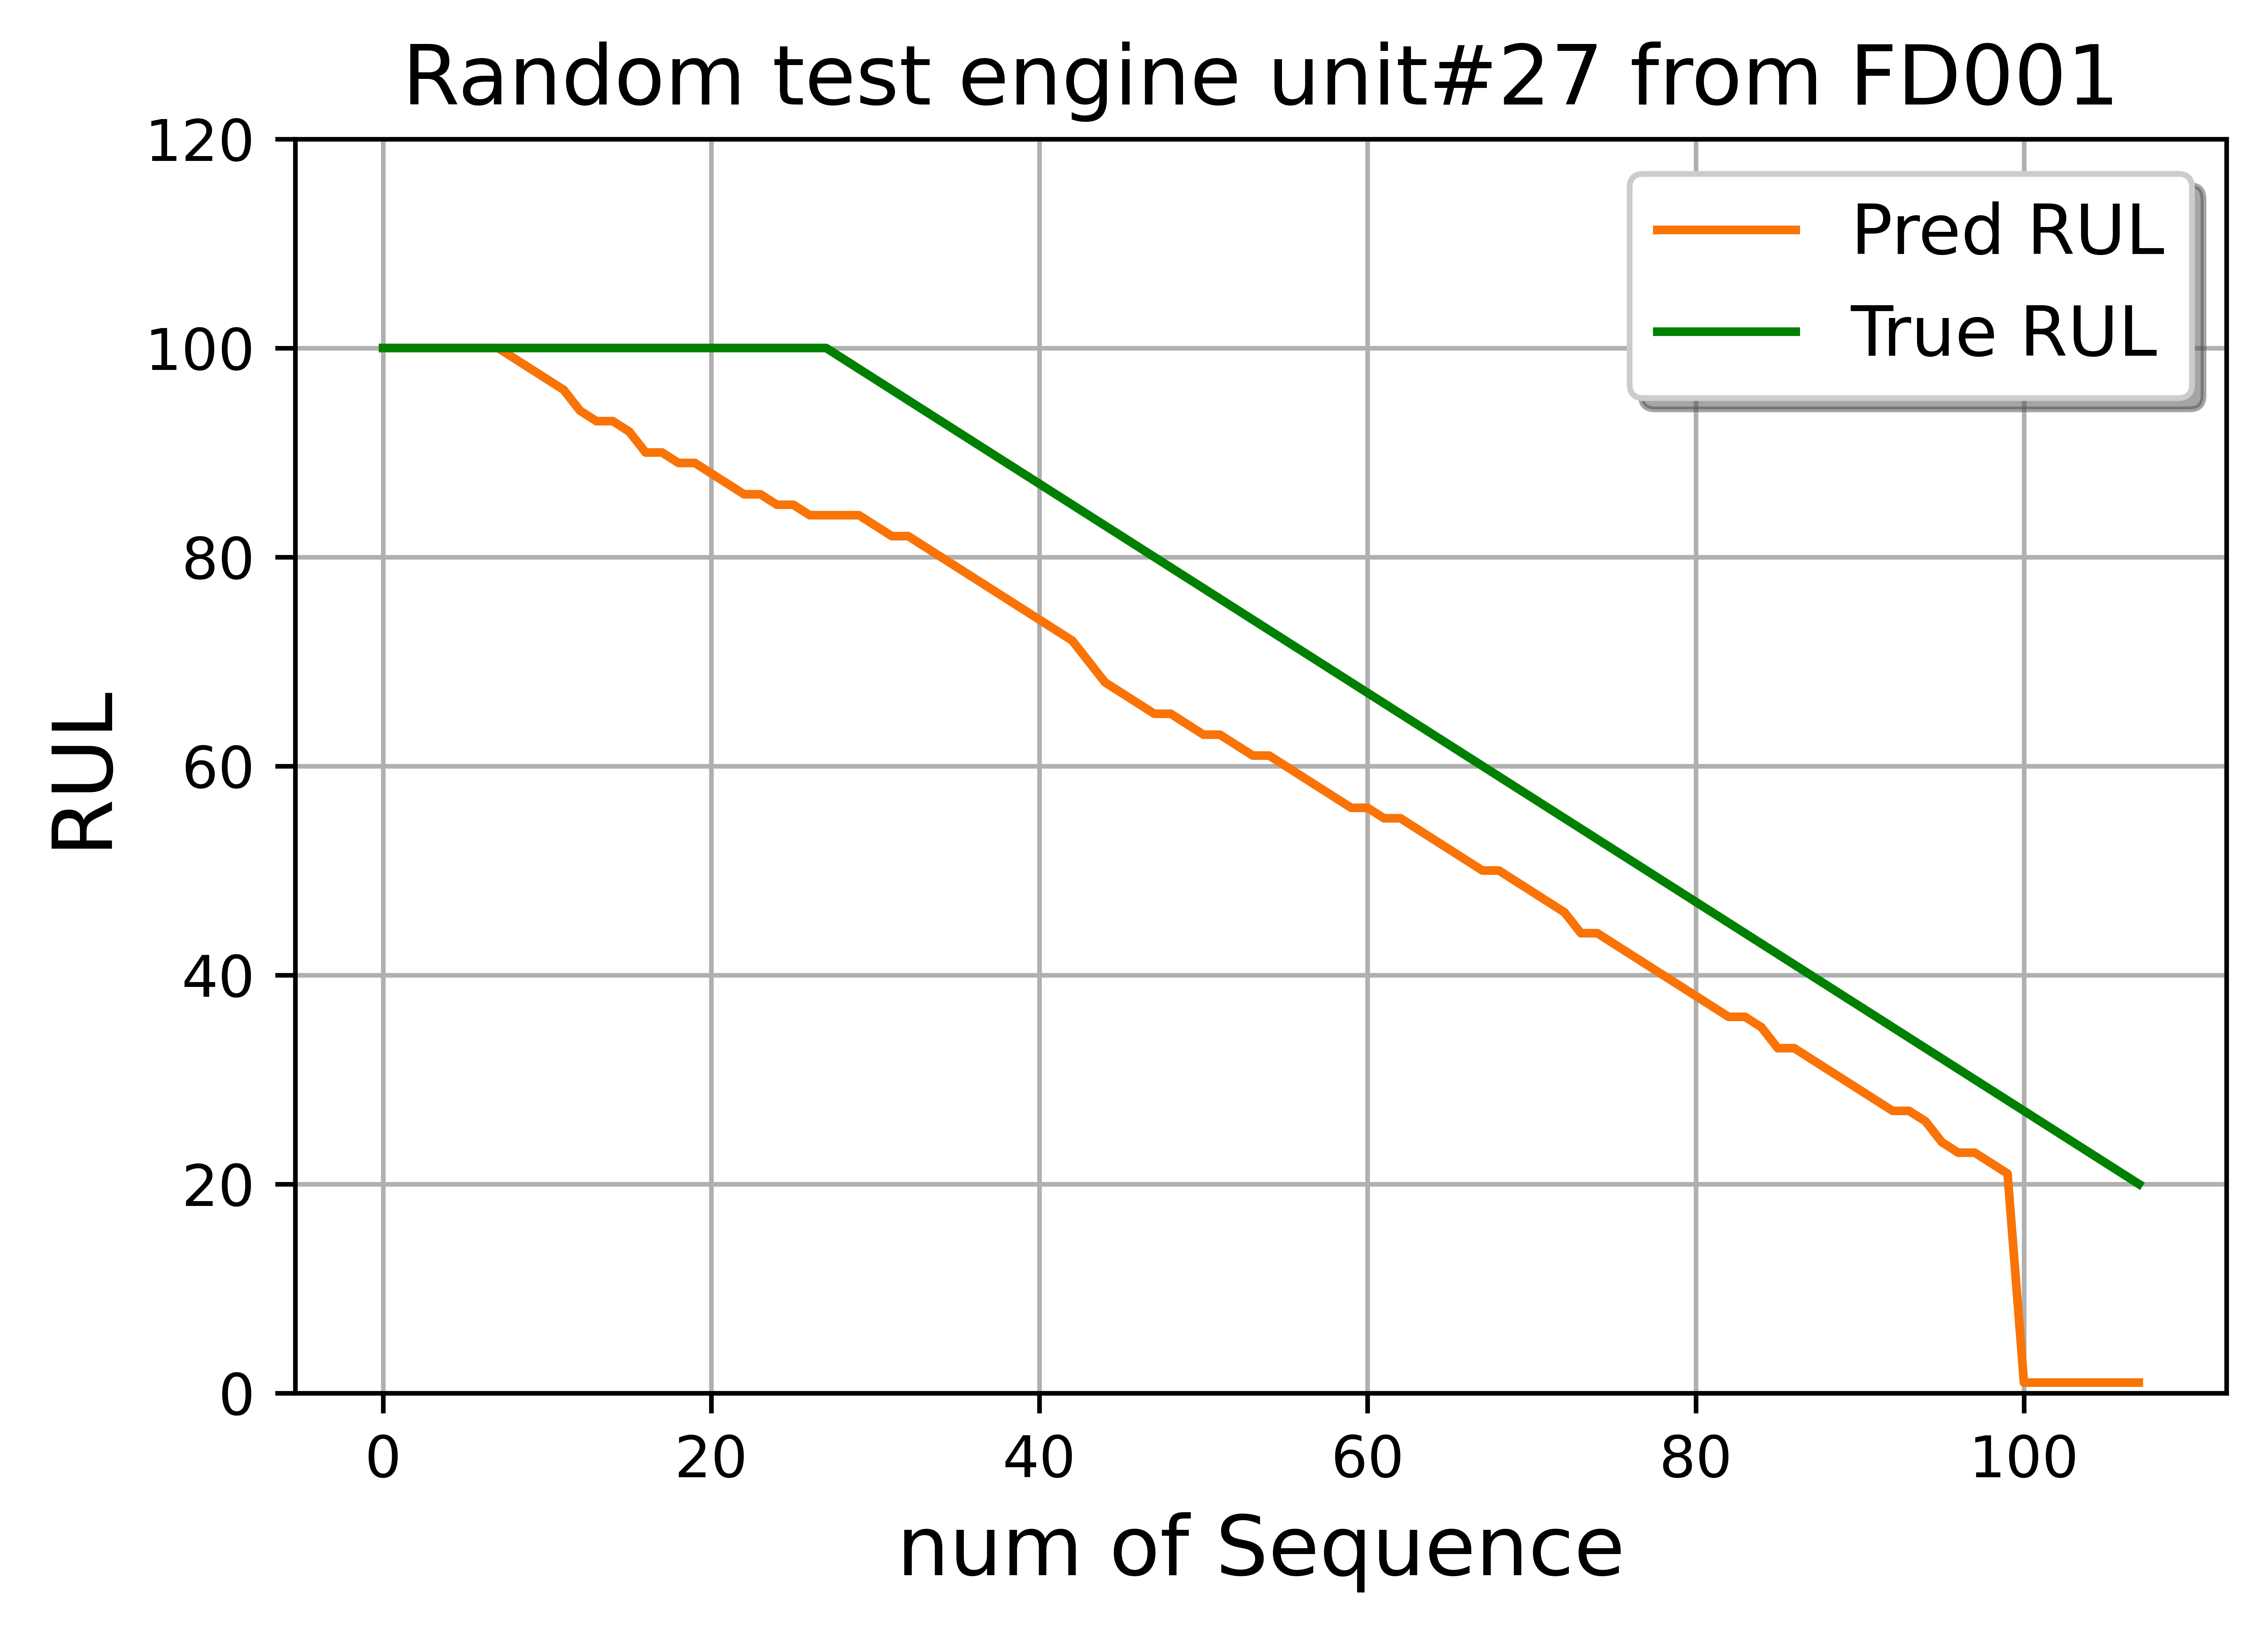 Random test engine unit#27 from FD001
120
100
80
60
40
20
0
RUL
Pred RUL
True RUL
0 20 40 60 80 100
num of Sequence